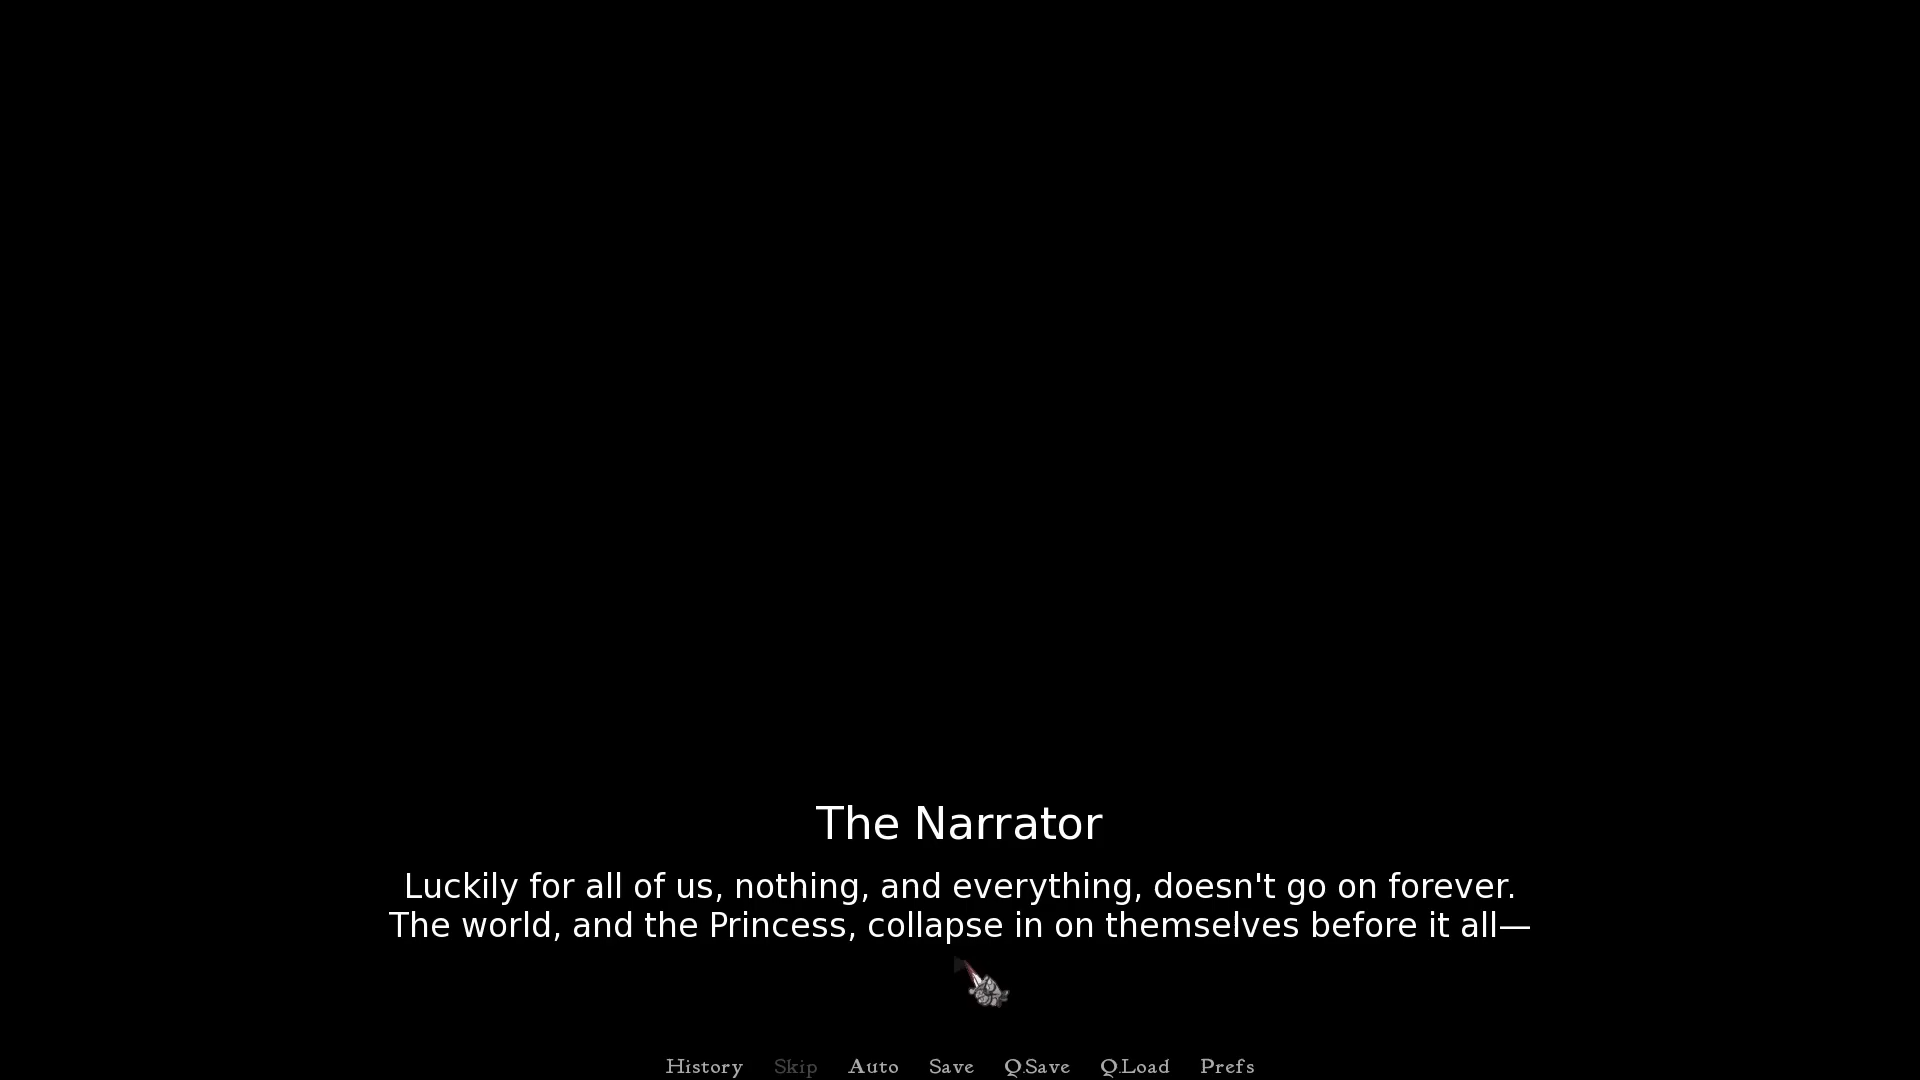 The Narrator
Luckily for all of us, nothing, and everything, doesn't go on forever.
The world, and the Princess, collapse in on themselves before it all—
History Skip Auto Save Q.Save Q.Load Prefs